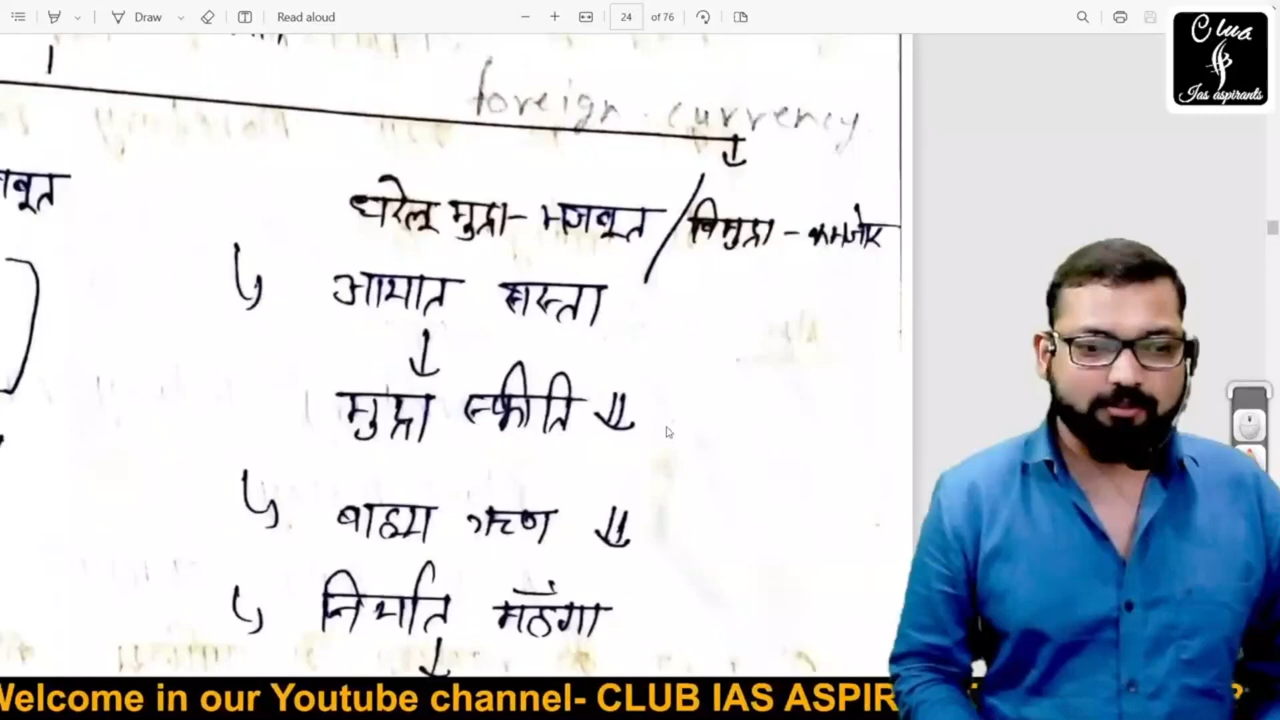 Draw
Read aloud
24 of 76
Club
Ias aspirants
foreign currency
घरेलू मुद्रा - मजबूत / विमुद्रा - कमजोर
आयात सस्ता
↓
मुद्रा स्फीति ↓↓
बाह्य ऋण ↓↓
निर्यात महँगा
↓
Welcome in our Youtube channel- CLUB IAS ASPIR